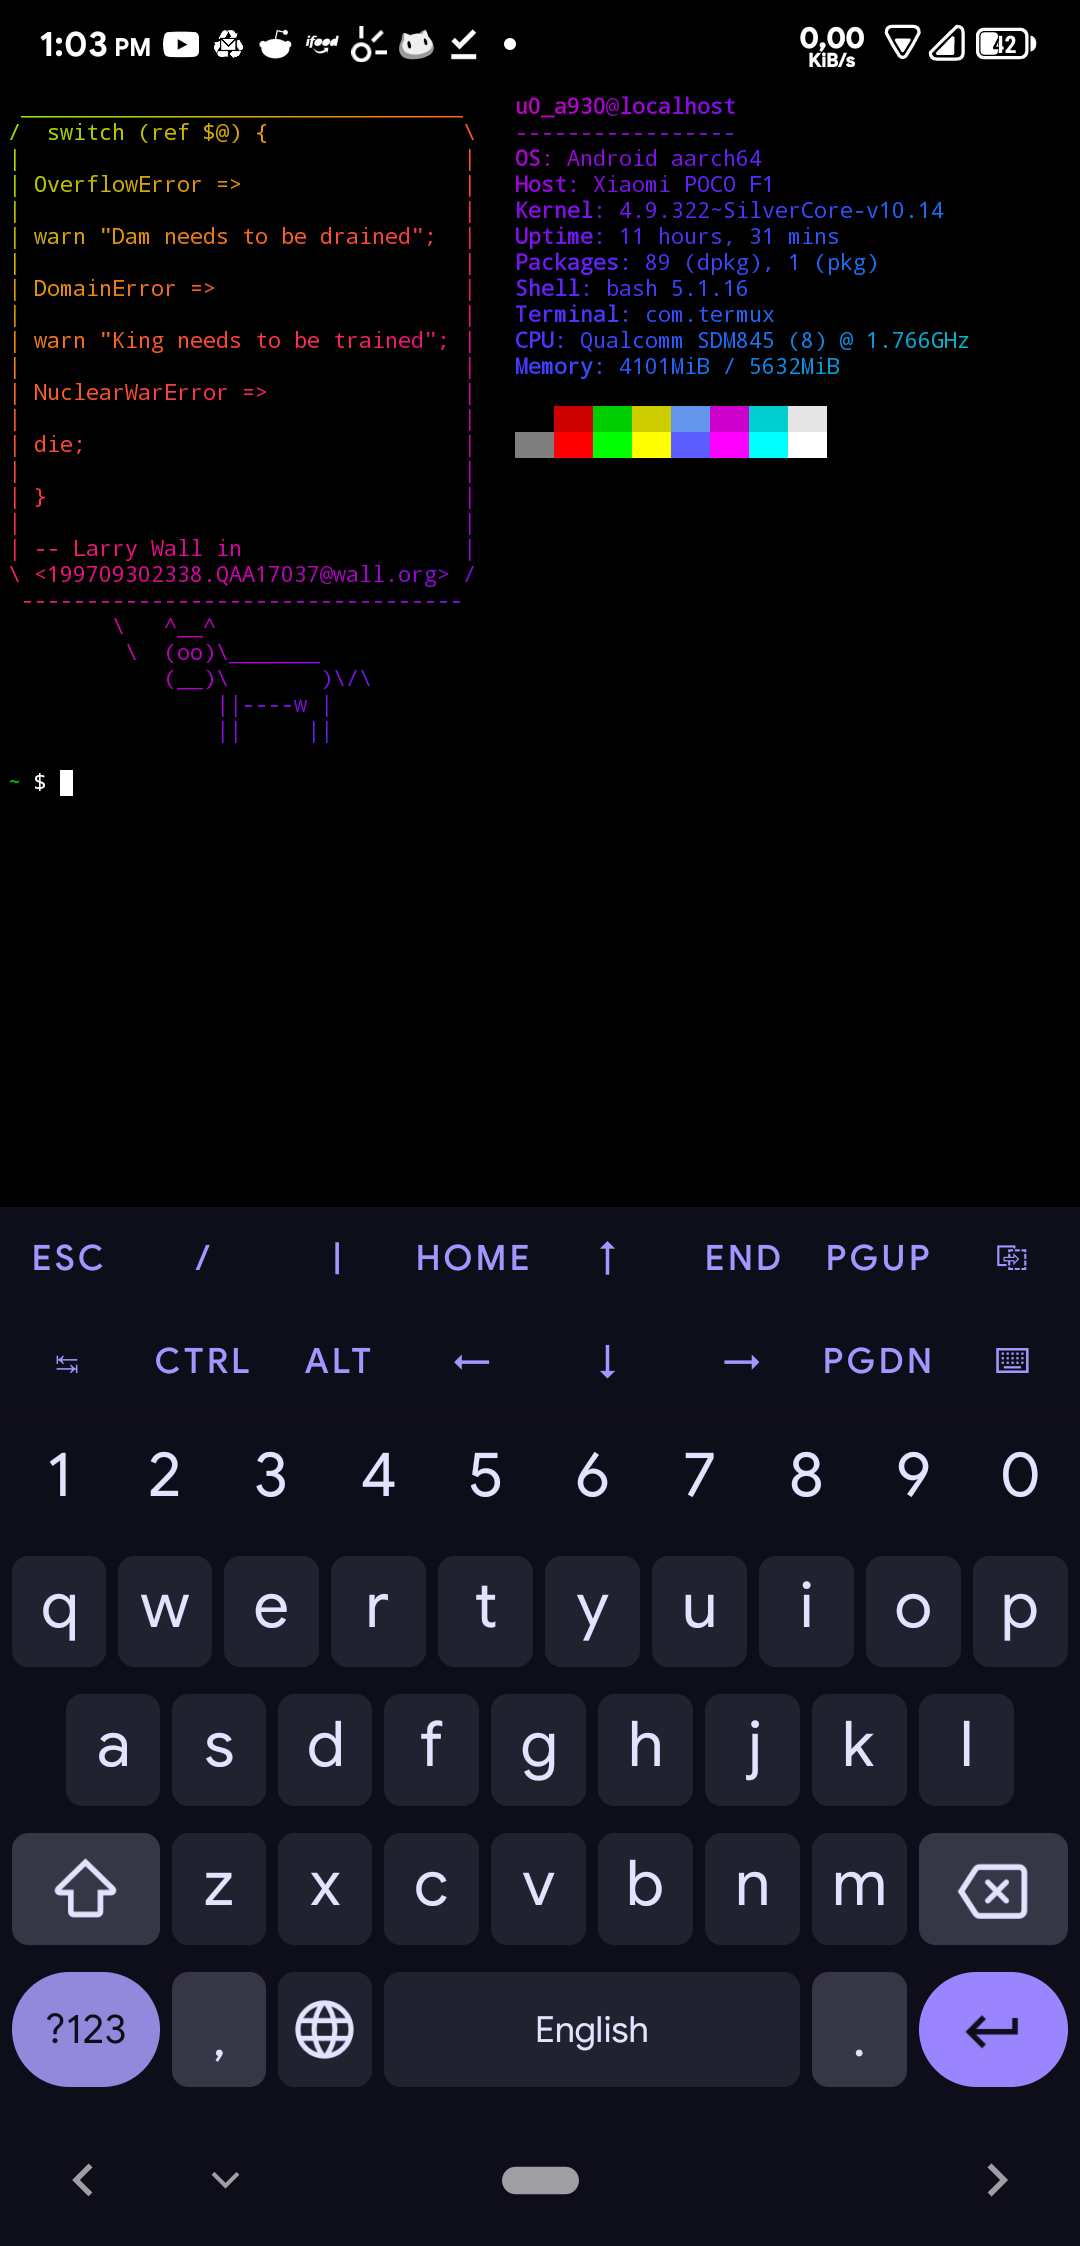 1:03 PM ifood 0,00 KiB/s 42
 __________________________________
/  switch (ref $@) {               \
|                                  |
| OverflowError =>                 |
|                                  |
| warn "Dam needs to be drained";  |
|                                  |
| DomainError =>                   |
|                                  |
| warn "King needs to be trained"; |
|                                  |
| NuclearWarError =>               |
|                                  |
| die;                             |
|                                  |
| }                                |
|                                  |
| -- Larry Wall in                 |
\ <199709302338.QAA17037@wall.org> /
 ----------------------------------
        \   ^__^
         \  (oo)\_______
            (__)\       )\/\
                ||----w |
                ||     ||
u0_a930@localhost
-----------------
OS: Android aarch64
Host: Xiaomi POCO F1
Kernel: 4.9.322~SilverCore-v10.14
Uptime: 11 hours, 31 mins
Packages: 89 (dpkg), 1 (pkg)
Shell: bash 5.1.16
Terminal: com.termux
CPU: Qualcomm SDM845 (8) @ 1.766GHz
Memory: 4101MiB / 5632MiB
~ $
ESC / | HOME ↑ END PGUP
↹ CTRL ALT ← ↓ → PGDN
1 2 3 4 5 6 7 8 9 0
q w e r t y u i o p
a s d f g h j k l
z x c v b n m
?123 , English .